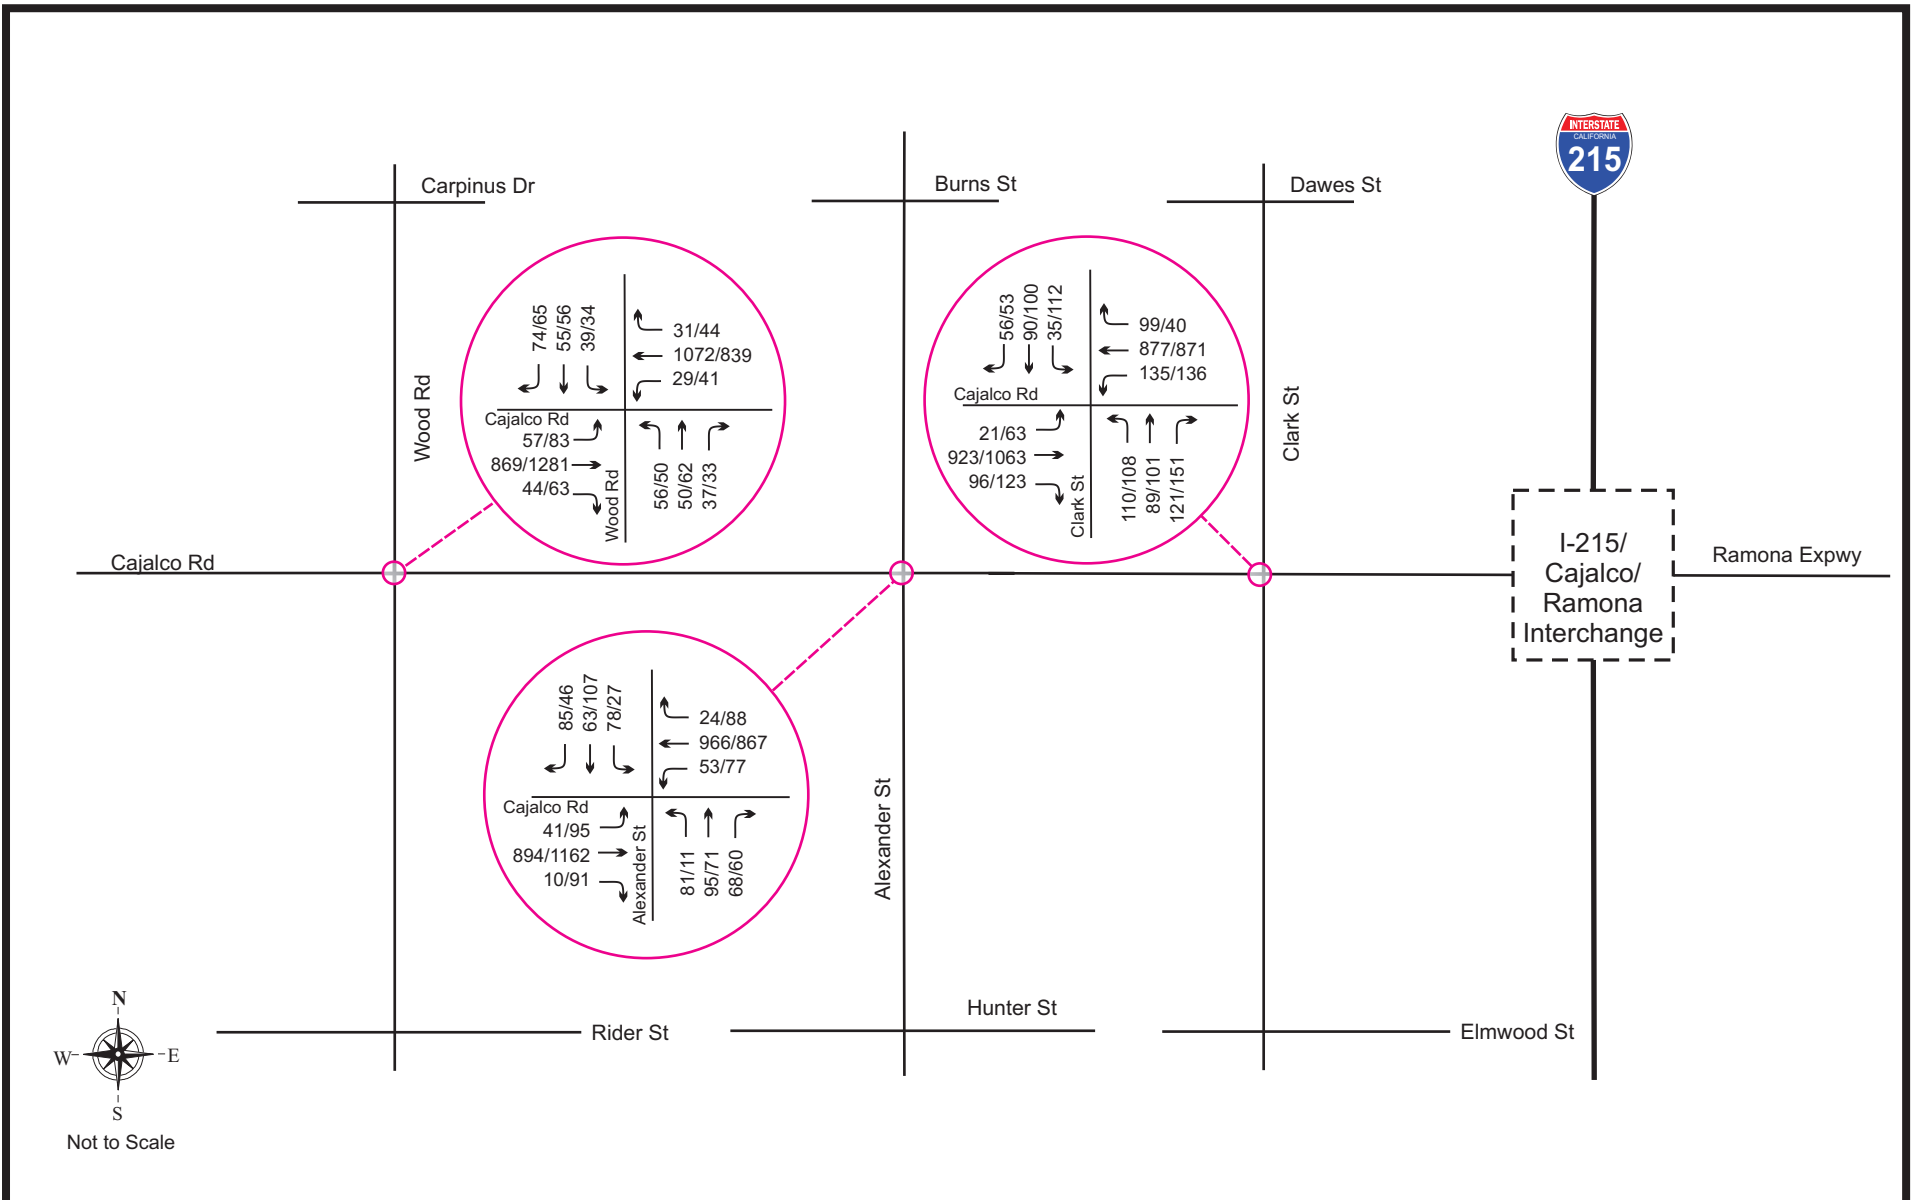 INTERSTATE
CALIFORNIA
215
Carpinus Dr
Burns St
Dawes St
Wood Rd
74/65
55/56
39/34
31/44
1072/839
29/41
Cajalco Rd
57/83
869/1281
44/63
Wood Rd
56/50
50/62
37/33
56/53
90/100
35/112
99/40
877/871
135/136
Cajalco Rd
21/63
923/1063
96/123
Clark St
110/108
89/101
121/151
Clark St
Cajalco Rd
I-215/
Cajalco/
Ramona
Interchange
Ramona Expwy
85/46
63/107
78/27
24/88
966/867
53/77
Cajalco Rd
41/95
894/1162
10/91
Alexander St
81/11
95/71
68/60
Alexander St
Rider St
Hunter St
Elmwood St
N
W
E
S
Not to Scale